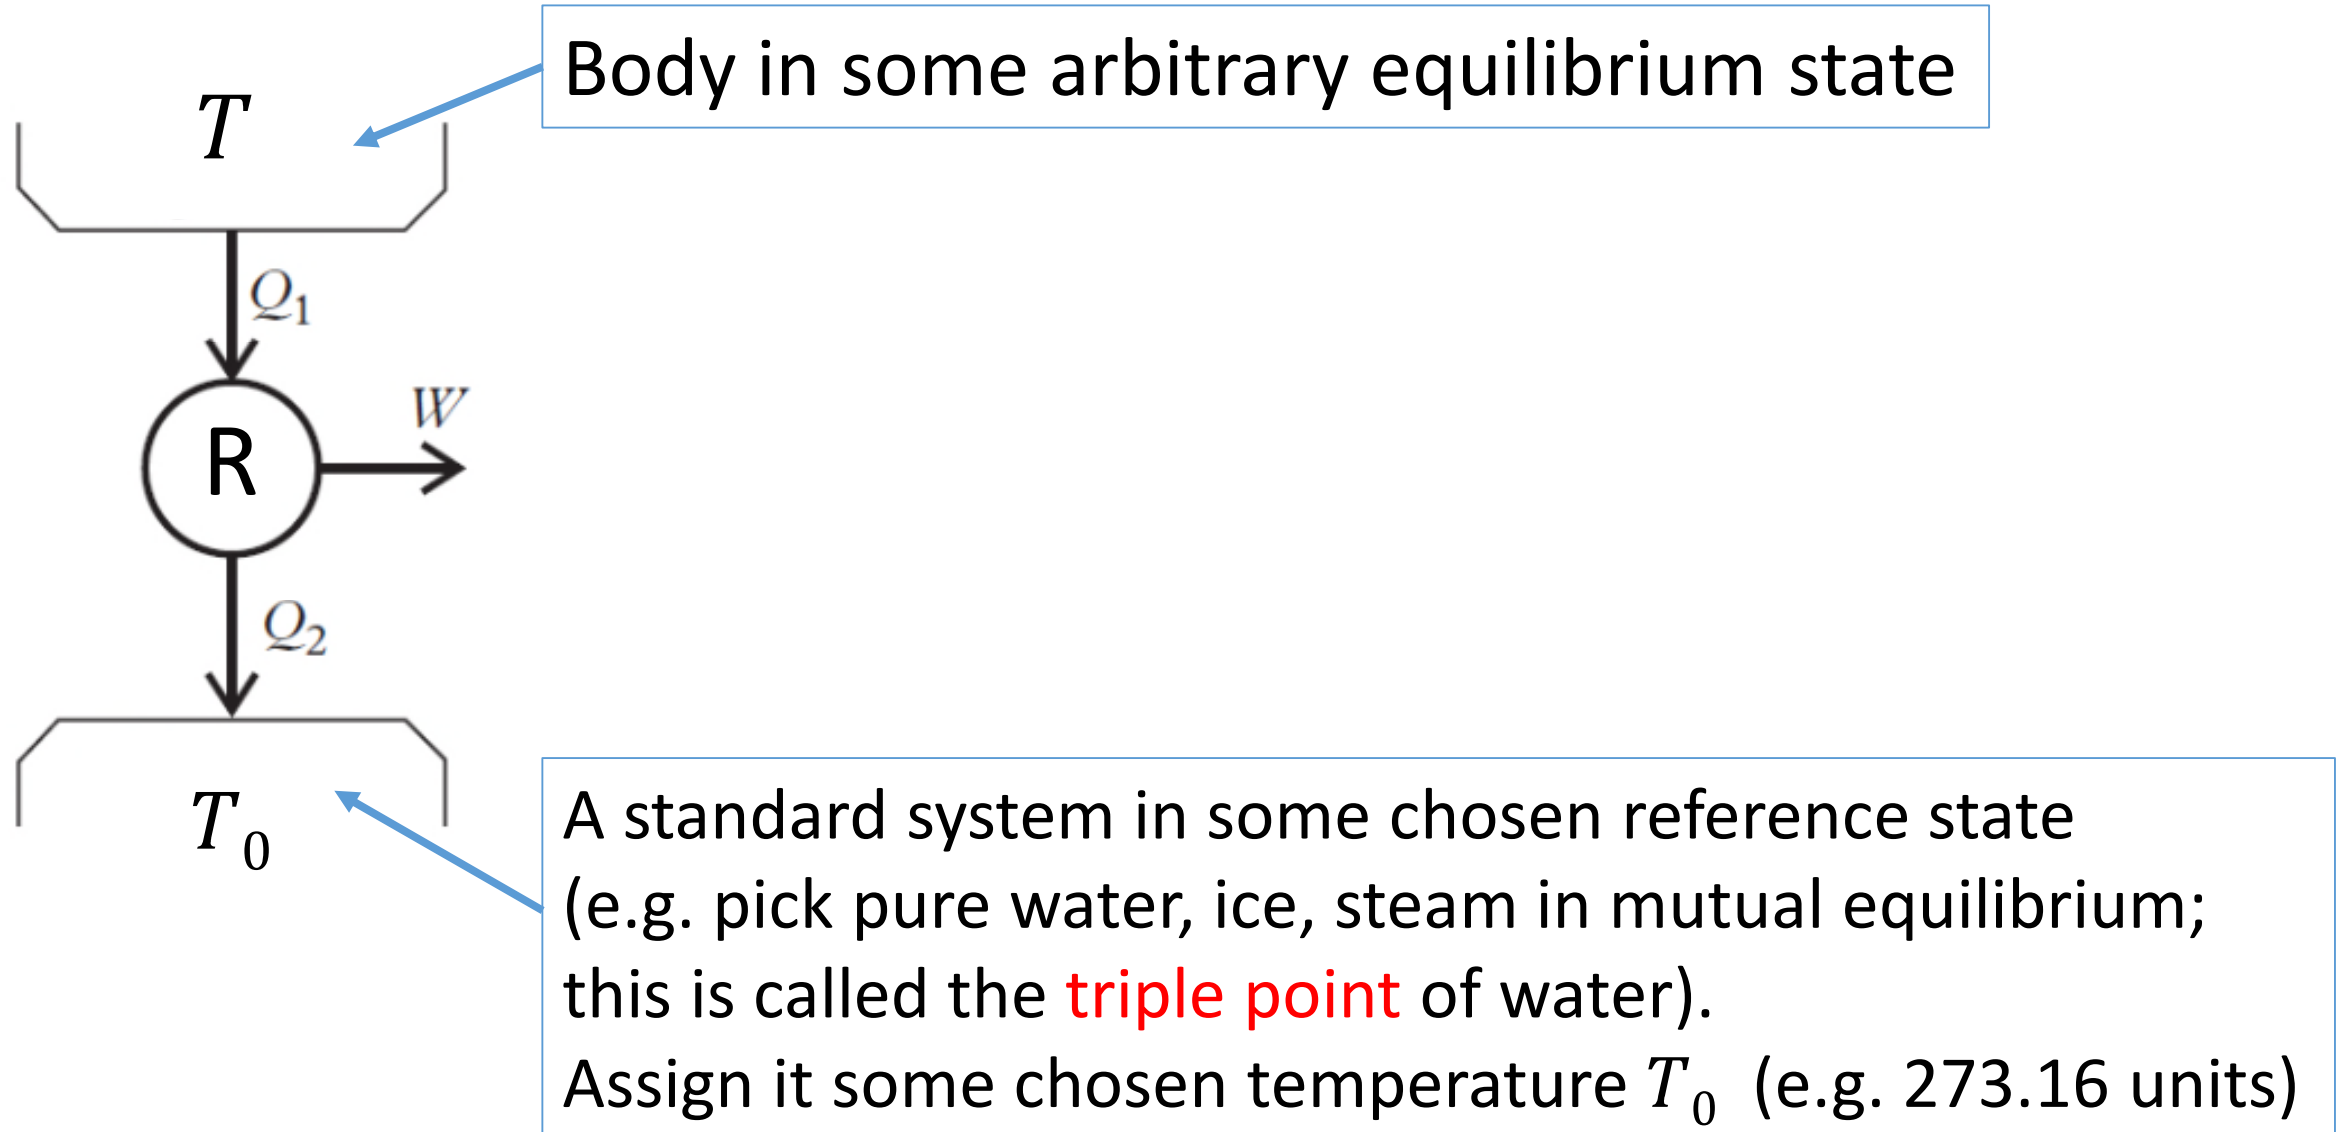 Body in some arbitrary equilibrium state
T
Q₁
W
R
Q₂
T₀
A standard system in some chosen reference state
(e.g. pick pure water, ice, steam in mutual equilibrium;
this is called the triple point of water).
Assign it some chosen temperature T₀ (e.g. 273.16 units)